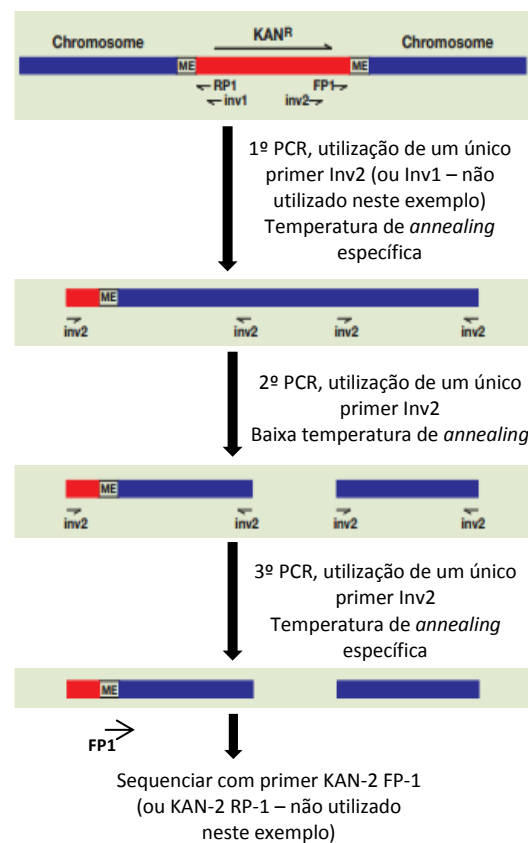 Chromosome KANR Chromosome
ME ME
RP1 FP1
inv1 inv2
1º PCR, utilização de um único
primer Inv2 (ou Inv1 – não
utilizado neste exemplo)
Temperatura de annealing
específica
ME
inv2 inv2 inv2 inv2
2º PCR, utilização de um único
primer Inv2
Baixa temperatura de annealing
ME
inv2 inv2 inv2 inv2
3º PCR, utilização de um único
primer Inv2
Temperatura de annealing
específica
ME
FP1
Sequenciar com primer KAN-2 FP-1
(ou KAN-2 RP-1 – não utilizado
neste exemplo)